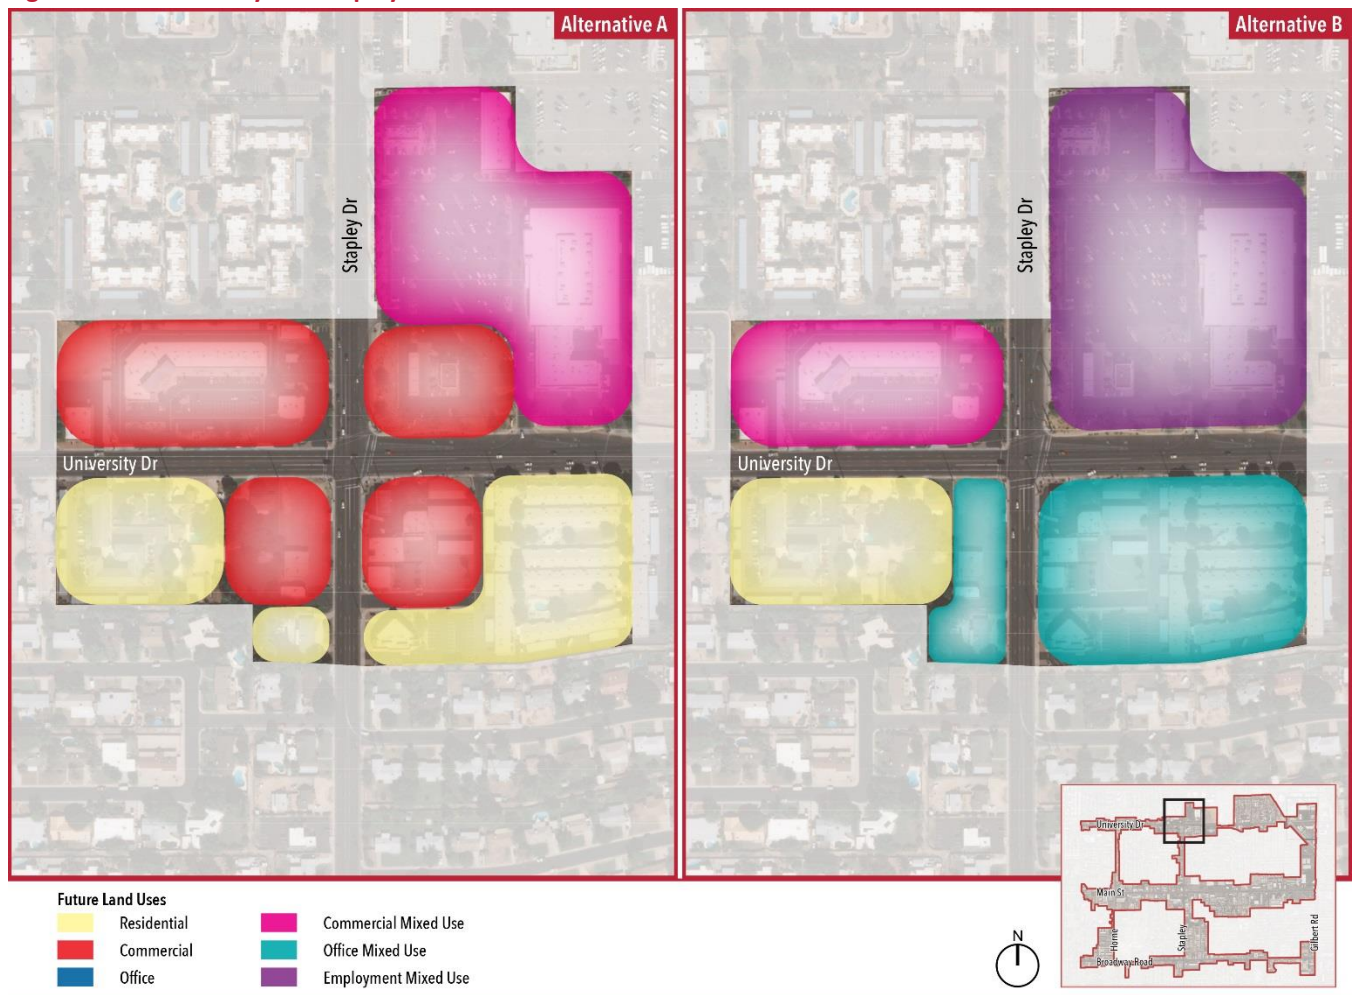 Alternative A
Alternative B
Stapley Dr
Stapley Dr
University Dr
University Dr
Future Land Uses
Residential
Commercial
Office
Commercial Mixed Use
Office Mixed Use
Employment Mixed Use
N
University Dr
Main St
Horne
Stapley
Gilbert Rd
Broadway Road